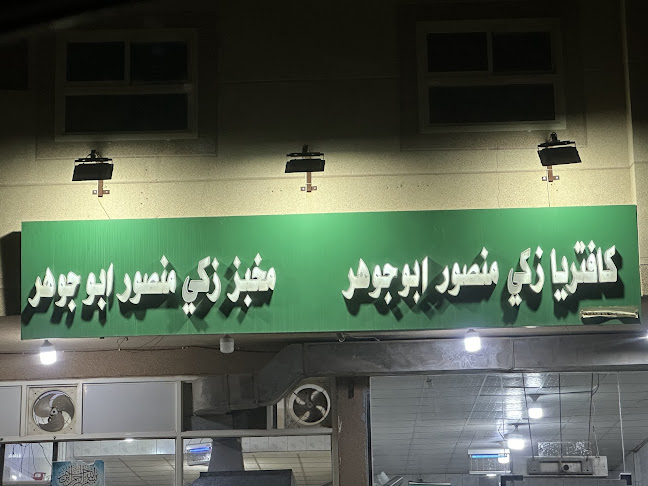 كافتريا زكي منصور ابوجوهر
مخبز زكي منصور ابو جوهر